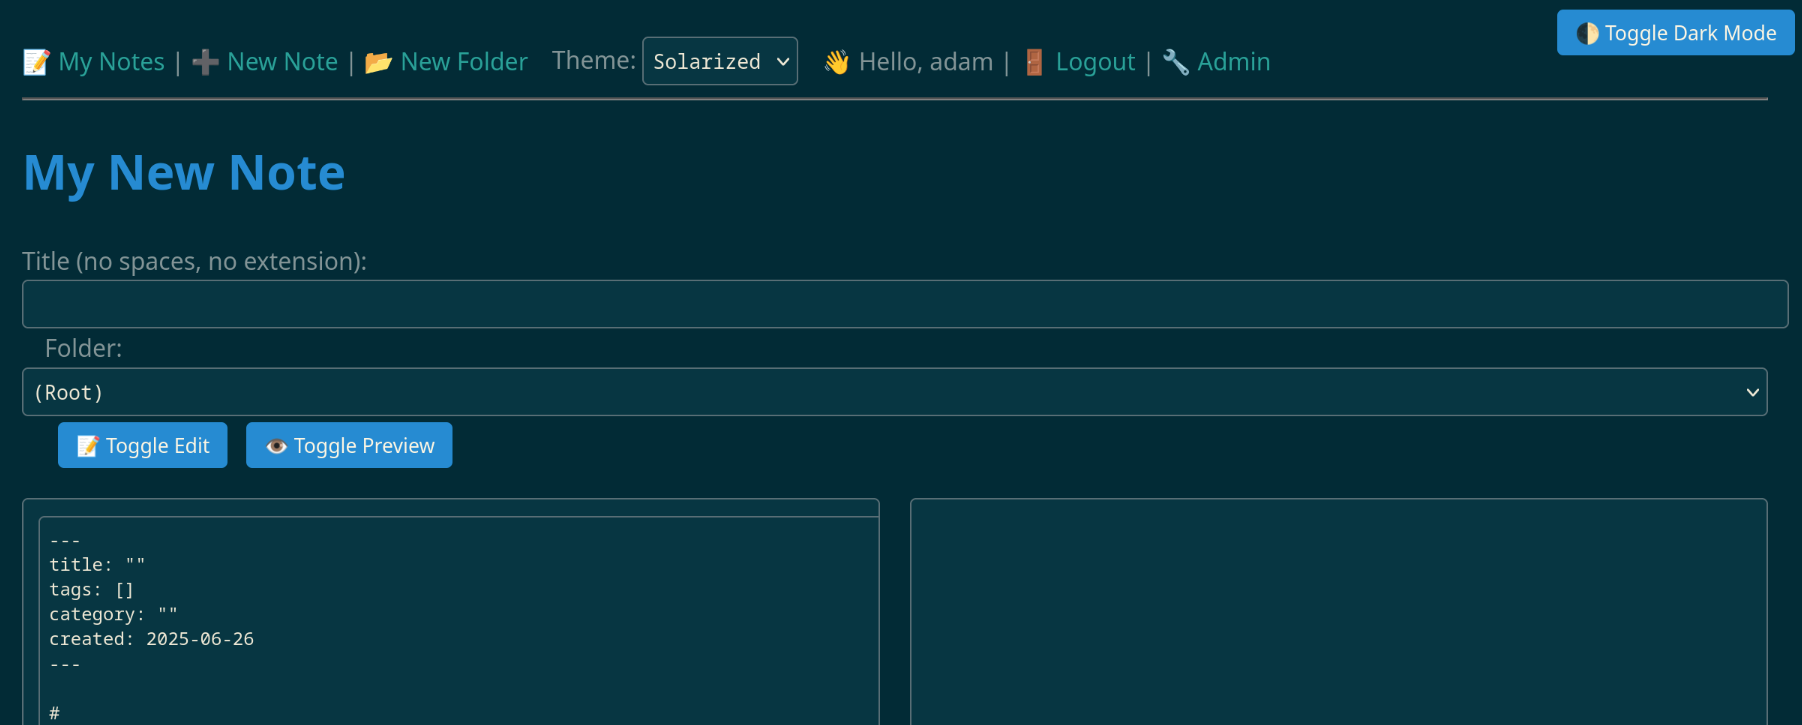 🌓 Toggle Dark Mode
📝 My Notes | ➕ New Note | 📂 New Folder Theme: Solarized 👋 Hello, adam | 🚪 Logout | 🔧 Admin
My New Note
Title (no spaces, no extension):
Folder:
(Root)
📝 Toggle Edit 👁️ Toggle Preview
---
title: ""
tags: []
category: ""
created: 2025-06-26
---
#